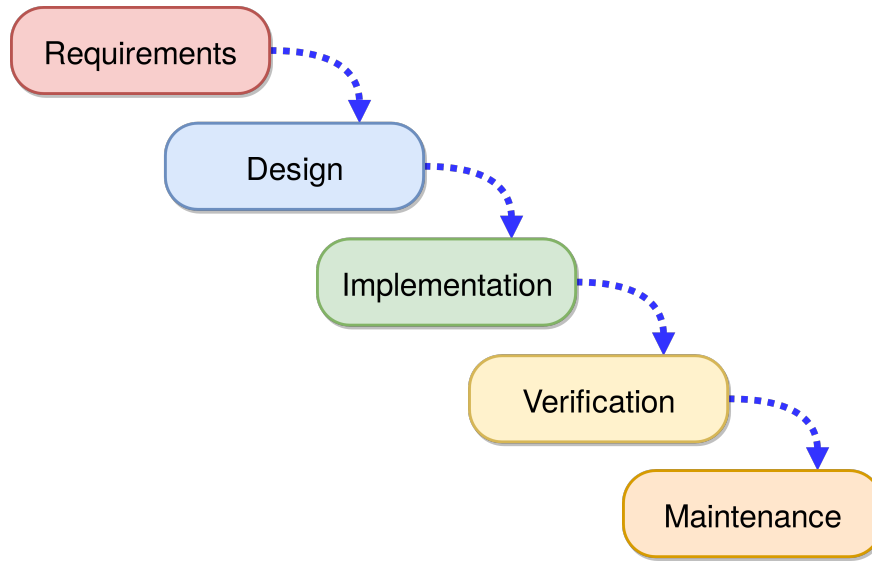 Requirements
Design
Implementation
Verification
Maintenance